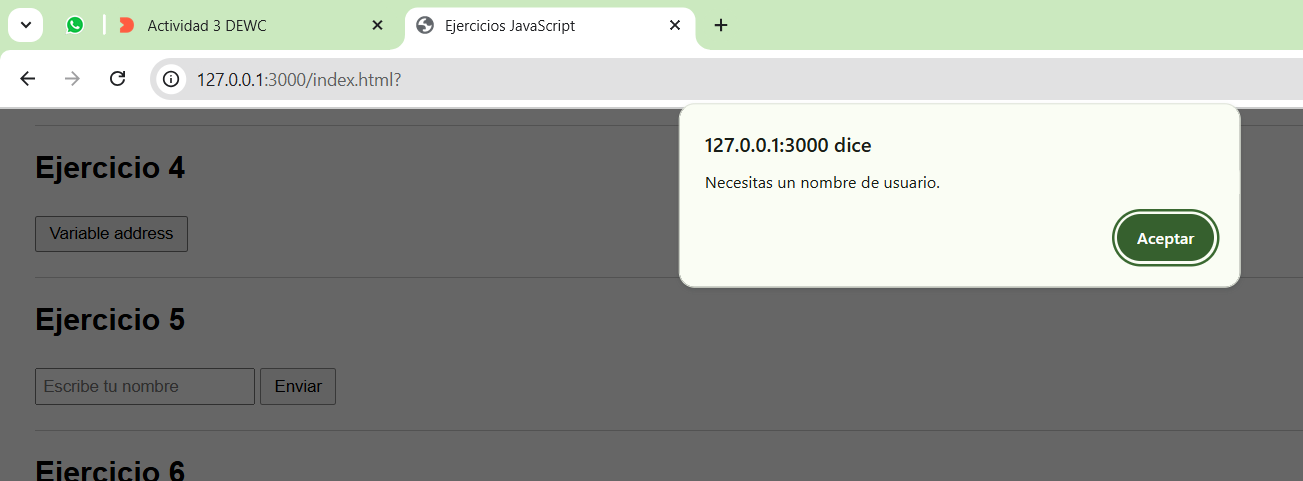 Actividad 3 DEWC
Ejercicios JavaScript
127.0.0.1:3000/index.html?
127.0.0.1:3000 dice
Necesitas un nombre de usuario.
Aceptar
Ejercicio 4
Variable address
Ejercicio 5
Escribe tu nombre
Enviar
Ejercicio 6